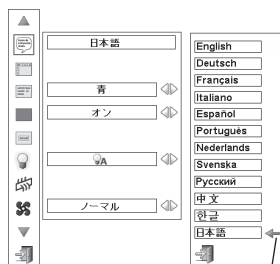 日本語
青
オン
A
ノーマル
English
Deutsch
Français
Italiano
Español
Português
Nederlands
Svenska
Русский
中文
한글
日本語